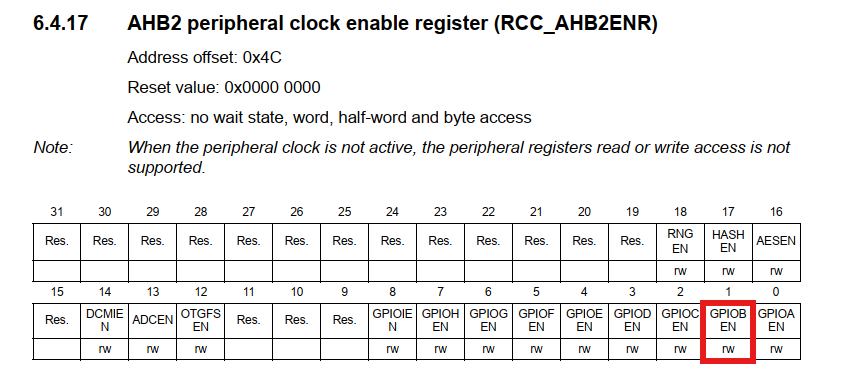 6.4.17 AHB2 peripheral clock enable register (RCC_AHB2ENR)
Address offset: 0x4C
Reset value: 0x0000 0000
Access: no wait state, word, half-word and byte access
Note: When the peripheral clock is not active, the peripheral registers read or write access is not
supported.
31 30 29 28 27 26 25 24 23 22 21 20 19 18 17 16
Res. Res. Res. Res. Res. Res. Res. Res. Res. Res. Res. Res. Res. RNG HASH AESEN
EN EN
rw rw rw
15 14 13 12 11 10 9 8 7 6 5 4 3 2 1 0
Res. DCMIE ADCEN OTGFS Res. Res. Res. GPIOIE GPIOH GPIOG GPIOF GPIOE GPIOD GPIOC GPIOB GPIOA
N EN N EN EN EN EN EN EN EN EN
rw rw rw rw rw rw rw rw rw rw rw rw